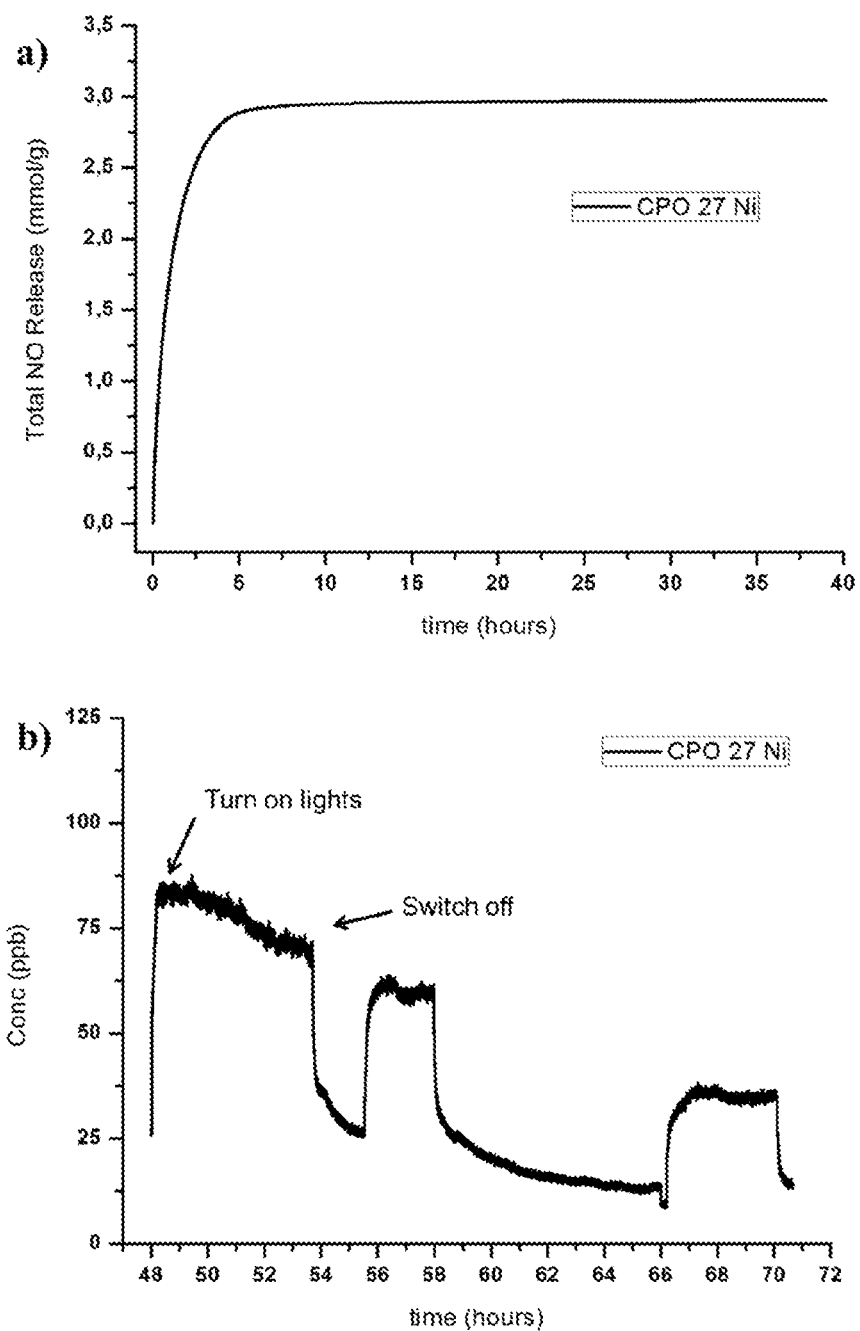 a)
3,5
3,0
2,5
2,0
1,5
1,0
0,5
0,0
Total NO Release (mmol/g)
CPO 27 Ni
0 5 10 15 20 25 30 35 40
time (hours)
b)
125
100
75
50
25
0
Conc (ppb)
CPO 27 Ni
Turn on lights
Switch off
48 50 52 54 56 58 60 62 64 66 68 70 72
time (hours)